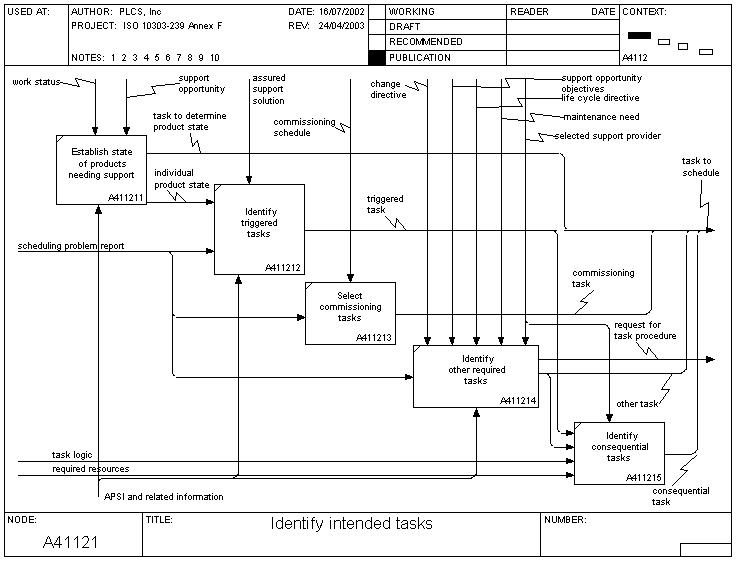 USED AT:
AUTHOR: PLCS, Inc
DATE: 16/07/2002
PROJECT: ISO 10303-239 Annex F
REV: 24/04/2003
NOTES: 1 2 3 4 5 6 7 8 9 10
WORKING
DRAFT
RECOMMENDED
PUBLICATION
READER DATE
CONTEXT:
A4112
work status
support
opportunity
assured
support
solution
commissioning
schedule
change
directive
support opportunity
objectives
life cycle directive
maintenance need
selected support provider
task to determine
product state
Establish state
of products
needing support
A411211
individual
product state
Identify
triggered
tasks
A411212
triggered
task
task to
schedule
scheduling problem report
Select
commissioning
tasks
A411213
commissioning
task
request for
task procedure
Identify
other required
tasks
A411214
other task
Identify
consequential
tasks
A411215
consequential
task
task logic
required resources
APSI and related information
NODE:
A41121
TITLE:
Identify intended tasks
NUMBER: